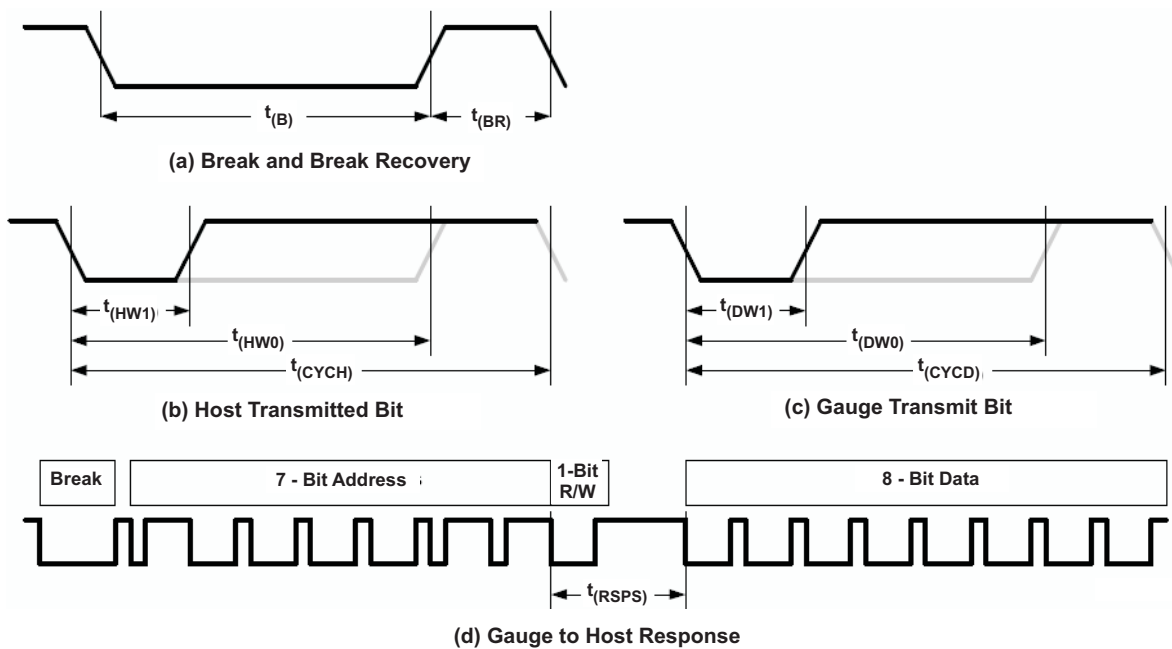 t(B)
t(BR)
(a) Break and Break Recovery
t(HW1)
t(HW0)
t(CYCH)
(b) Host Transmitted Bit
t(DW1)
t(DW0)
t(CYCD)
(c) Gauge Transmit Bit
Break
7 - Bit Address
1-Bit
R/W
8 - Bit Data
t(RSPS)
(d) Gauge to Host Response